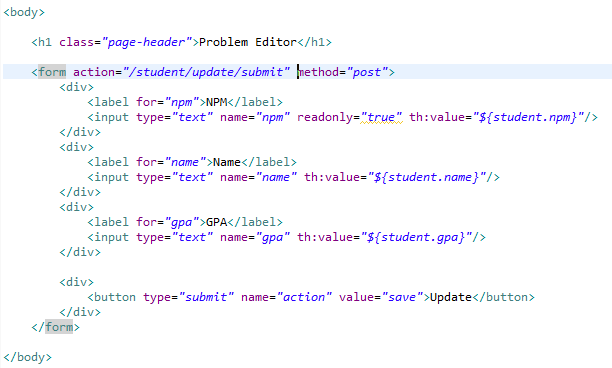 <body>
<h1 class="page-header">Problem Editor</h1>
<form action="/student/update/submit" method="post">
<div>
<label for="npm">NPM</label>
<input type="text" name="npm" readonly="true" th:value="${student.npm}"/>
</div>
<div>
<label for="name">Name</label>
<input type="text" name="name" th:value="${student.name}"/>
</div>
<div>
<label for="gpa">GPA</label>
<input type="text" name="gpa" th:value="${student.gpa}"/>
</div>
<div>
<button type="submit" name="action" value="save">Update</button>
</div>
</form>
</body>